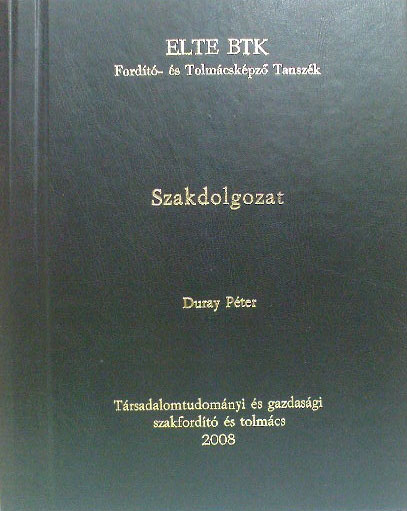 ELTE BTK
Fordító- és Tolmácsképző Tanszék
Szakdolgozat
Duray Péter
Társadalomtudományi és gazdasági
szakfordító és tolmács
2008